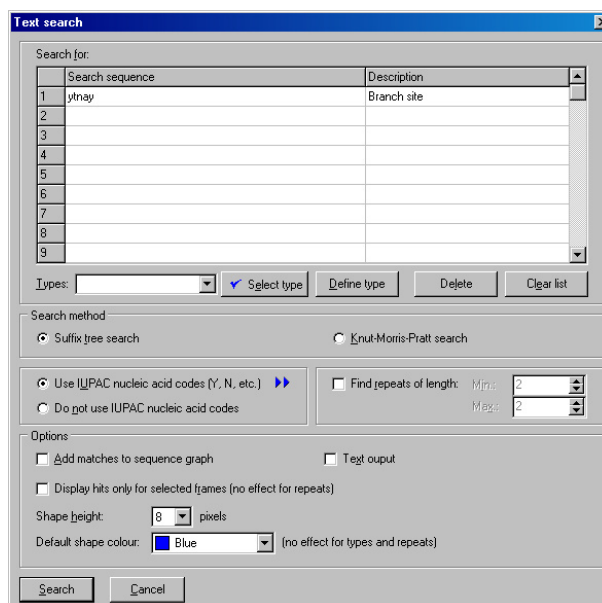 Text search
Search for:
Search sequence Description
1 ytnay Branch site
2
3
4
5
6
7
8
9
Types: Select type Define type Delete Clear list
Search method
Suffix tree search Knut-Morris-Pratt search
Use IUPAC nucleic acid codes (Y, N, etc.) Find repeats of length: Min.: 2
Do not use IUPAC nucleic acid codes Max.: 2
Options
Add matches to sequence graph Text ouput
Display hits only for selected frames (no effect for repeats)
Shape height: 8 pixels
Default shape colour: Blue (no effect for types and repeats)
Search Cancel